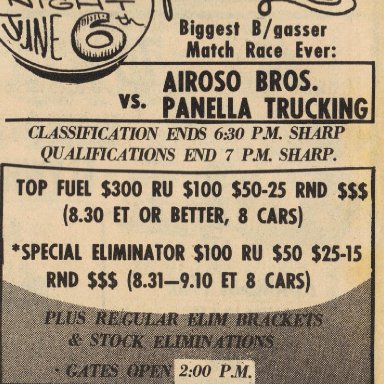 NIGHT
JUNE 6th
Biggest B/gasser
Match Race Ever:
AIROSO BROS.
vs. PANELLA TRUCKING
CLASSIFICATION ENDS 6:30 P.M. SHARP
QUALIFICATIONS END 7 P.M. SHARP.
TOP FUEL $300 RU $100 $50-25 RND $$$
(8.30 ET OR BETTER, 8 CARS)
*SPECIAL ELIMINATOR $100 RU $50 $25-15
RND $$$ (8.31—9.10 ET 8 CARS)
PLUS REGULAR ELIM BRACKETS
& STOCK ELIMINATIONS
· GATES OPEN 2:00 P.M.